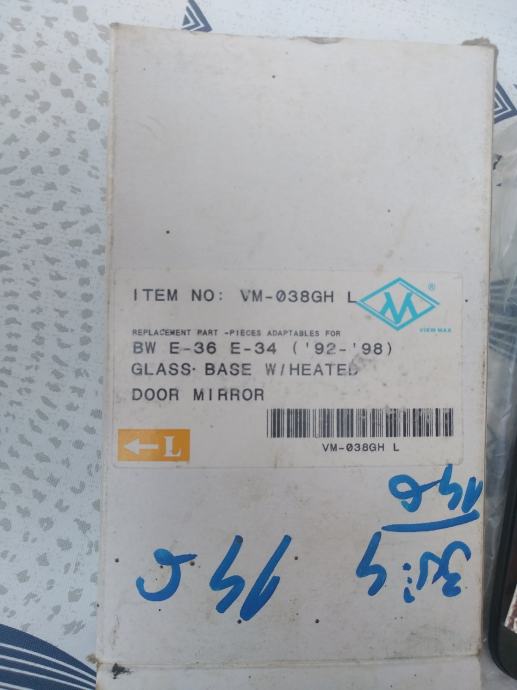 ITEM NO: VM-038GH L
®
VIEW MAX
REPLACEMENT PART -PIECES ADAPTABLES FOR
BW E-36 E-34 ('92-'98)
GLASS· BASE W/HEATED
DOOR MIRROR
L
VM-038GH L